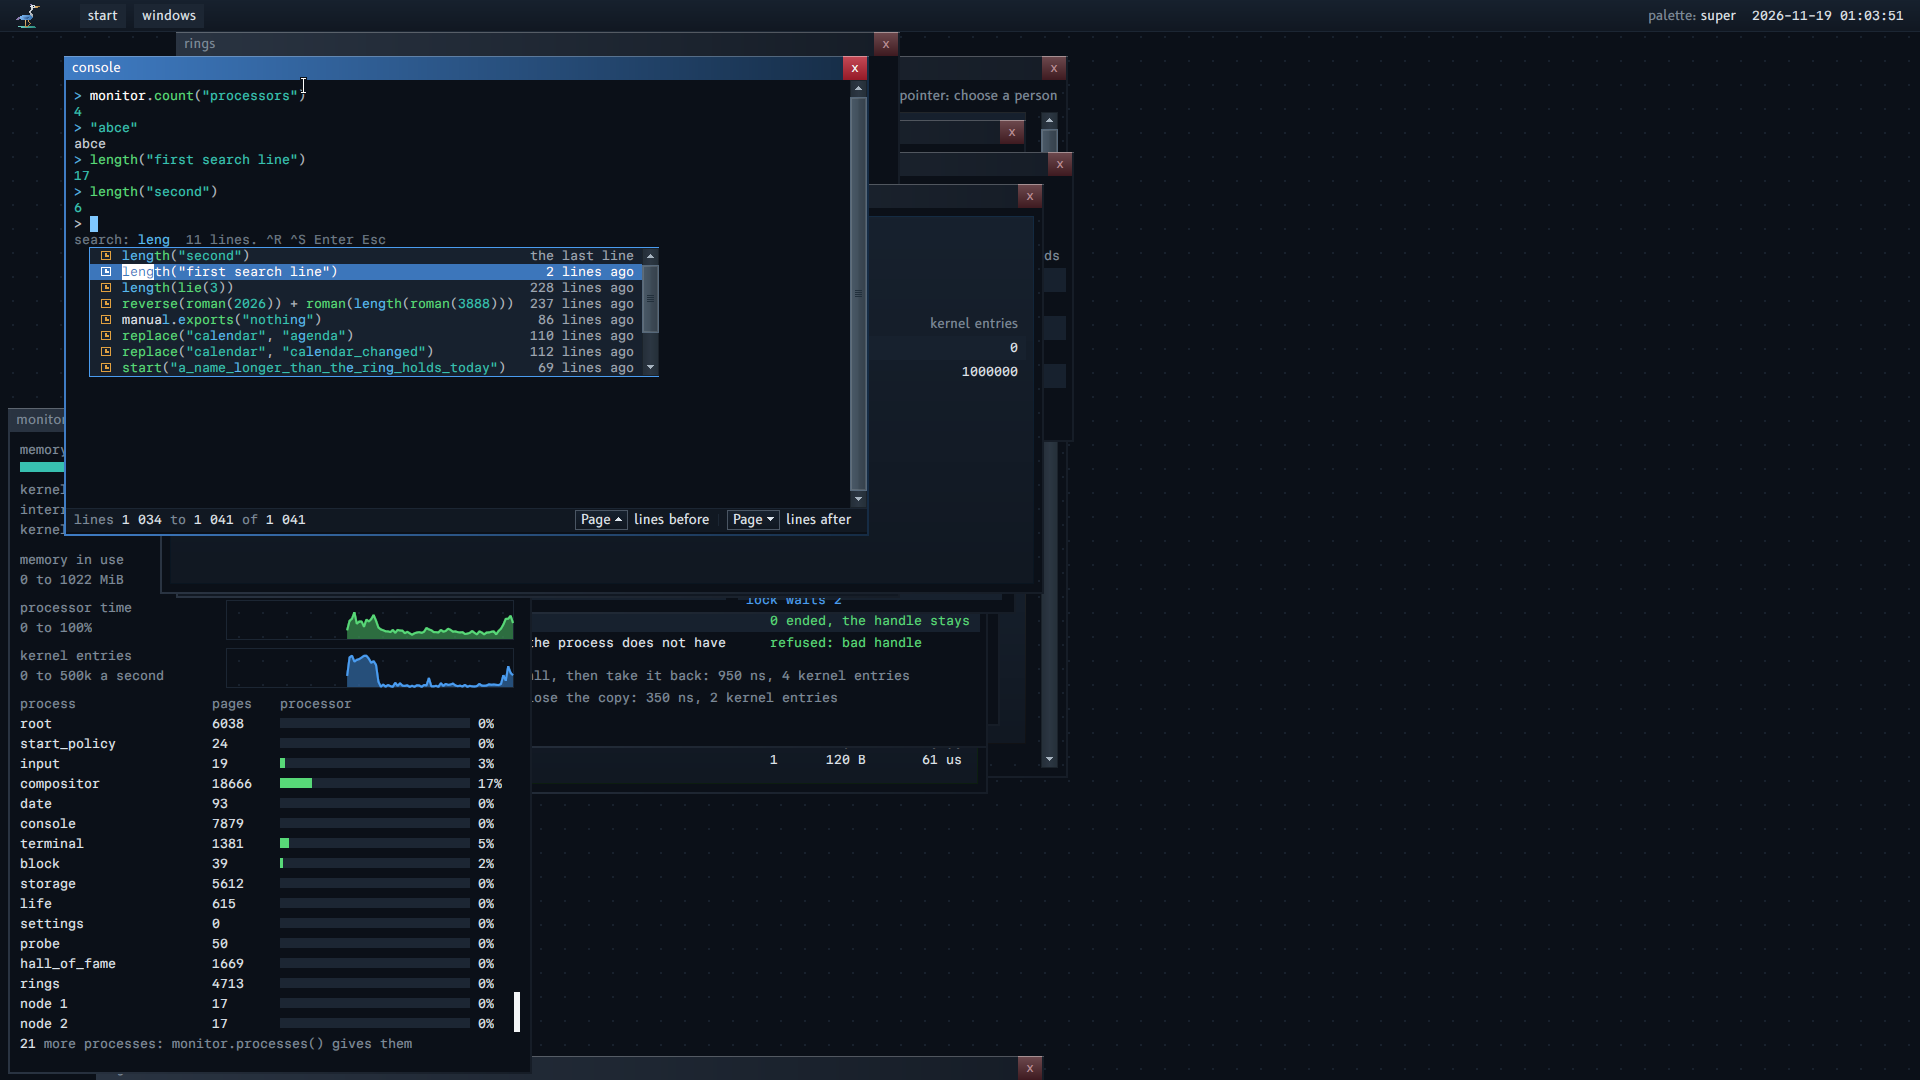 start windows palette: super 2026-11-19 01:03:51
rings x
console x
x
> monitor.count("processors")
4
> "abce"
abce
> length("first search line")
17
> length("second")
6
>
search: leng 11 lines. ^R ^S Enter Esc
length("second") the last line
length("first search line") 2 lines ago
length(lie(3)) 228 lines ago
reverse(roman(2026)) + roman(length(roman(3888))) 237 lines ago
manual.exports("nothing") 86 lines ago
replace("calendar", "agenda") 110 lines ago
replace("calendar", "calendar_changed") 112 lines ago
start("a_name_longer_than_the_ring_holds_today") 69 lines ago
lines 1 034 to 1 041 of 1 041 Page lines before Page lines after
pointer: choose a person
x
x
x
ds
kernel entries
0
1000000
monitor
memory
kernel
inter
kernel
memory in use
0 to 1022 MiB
processor time
0 to 100%
kernel entries
0 to 500k a second
process pages processor
root 6038 0%
start_policy 24 0%
input 19 3%
compositor 18666 17%
date 93 0%
console 7879 0%
terminal 1381 5%
block 39 2%
storage 5612 0%
life 615 0%
settings 0 0%
probe 50 0%
hall_of_fame 1669 0%
rings 4713 0%
node 1 17 0%
node 2 17 0%
21 more processes: monitor.processes() gives them
lock waits 2
0 ended, the handle stays
the process does not have refused: bad handle
all, then take it back: 950 ns, 4 kernel entries
ose the copy: 350 ns, 2 kernel entries
1 120 B 61 us
x